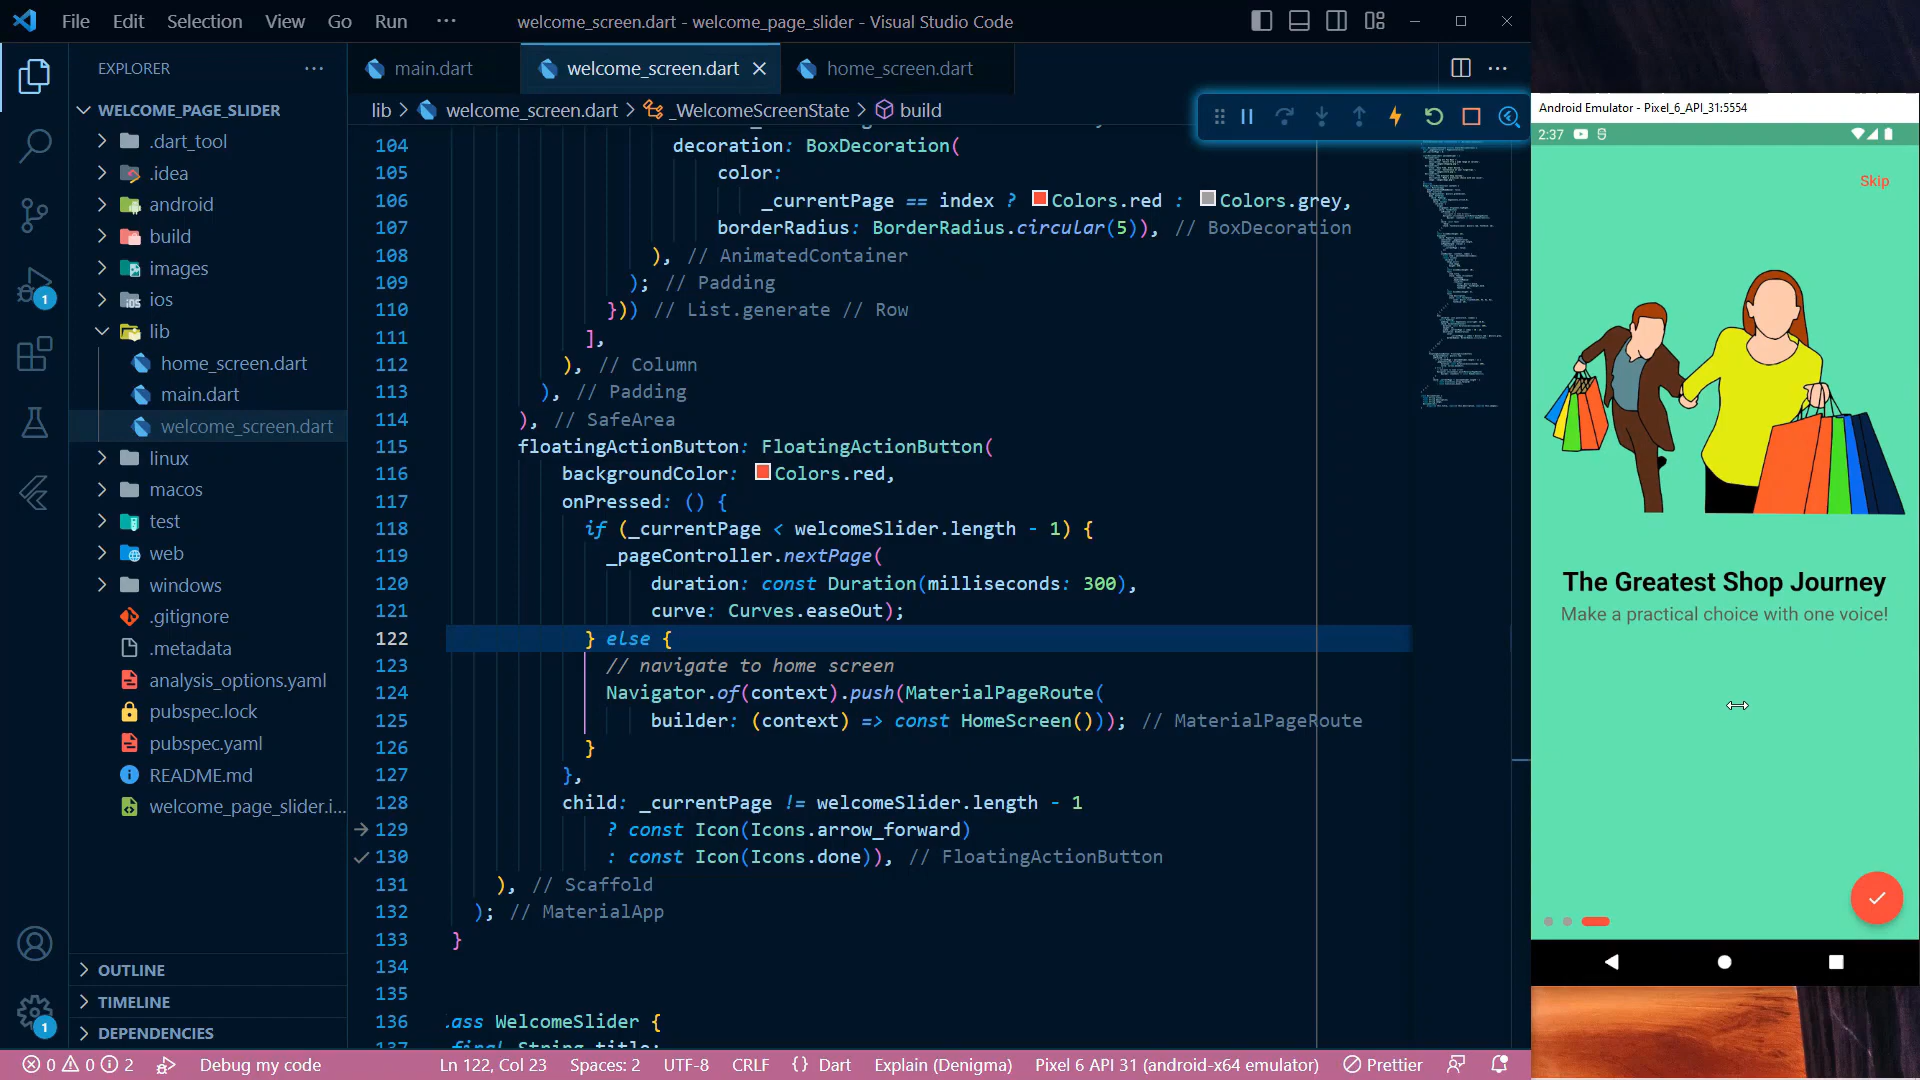 File Edit Selection View Go Run ··· welcome_screen.dart - welcome_page_slider - Visual Studio Code
EXPLORER
WELCOME_PAGE_SLIDER
.dart_tool
.idea
android
build
images
ios
lib
home_screen.dart
main.dart
welcome_screen.dart
linux
macos
test
web
windows
.gitignore
.metadata
analysis_options.yaml
pubspec.lock
pubspec.yaml
README.md
welcome_page_slider.i...
OUTLINE
TIMELINE
DEPENDENCIES
1
1
main.dart welcome_screen.dart home_screen.dart
lib > welcome_screen.dart > _WelcomeScreenState > build
104 decoration: BoxDecoration(
105 color:
106 _currentPage == index ? Colors.red : Colors.grey,
107 borderRadius: BorderRadius.circular(5)), // BoxDecoration
108 ), // AnimatedContainer
109 ); // Padding
110 })) // List.generate // Row
111 ],
112 ), // Column
113 ), // Padding
114 ), // SafeArea
115 floatingActionButton: FloatingActionButton(
116 backgroundColor: Colors.red,
117 onPressed: () {
118 if (_currentPage < welcomeSlider.length - 1) {
119 _pageController.nextPage(
120 duration: const Duration(milliseconds: 300),
121 curve: Curves.easeOut);
122 } else {
123 // navigate to home screen
124 Navigator.of(context).push(MaterialPageRoute(
125 builder: (context) => const HomeScreen())); // MaterialPageRoute
126 }
127 },
128 child: _currentPage != welcomeSlider.length - 1
129 ? const Icon(Icons.arrow_forward)
130 : const Icon(Icons.done)), // FloatingActionButton
131 ), // Scaffold
132 ); // MaterialApp
133 }
134
135
136 ass WelcomeSlider {
137 final String title;
0 0 2 Debug my code Ln 122, Col 23 Spaces: 2 UTF-8 CRLF {} Dart Explain (Denigma) Pixel 6 API 31 (android-x64 emulator) Prettier
Android Emulator - Pixel_6_API_31:5554
2:37
Skip
The Greatest Shop Journey
Make a practical choice with one voice!